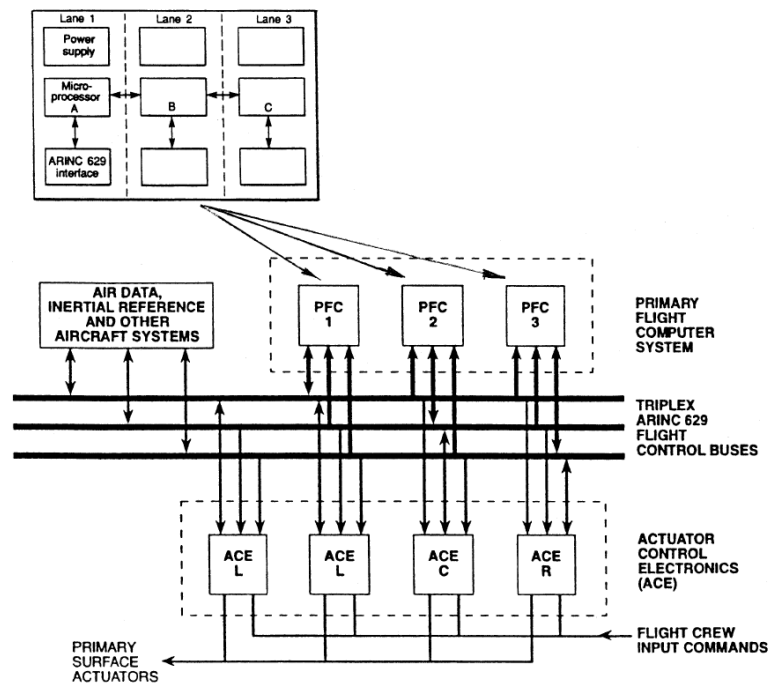 Lane 1
Lane 2
Lane 3
Power
supply
Micro-
processor
A
B
C
ARINC 629
interface
AIR DATA,
INERTIAL REFERENCE
AND OTHER
AIRCRAFT SYSTEMS
PFC
1
PFC
2
PFC
3
PRIMARY
FLIGHT
COMPUTER
SYSTEM
TRIPLEX
ARINC 629
FLIGHT
CONTROL BUSES
ACE
L
ACE
L
ACE
C
ACE
R
ACTUATOR
CONTROL
ELECTRONICS
(ACE)
FLIGHT CREW
INPUT COMMANDS
PRIMARY
SURFACE
ACTUATORS